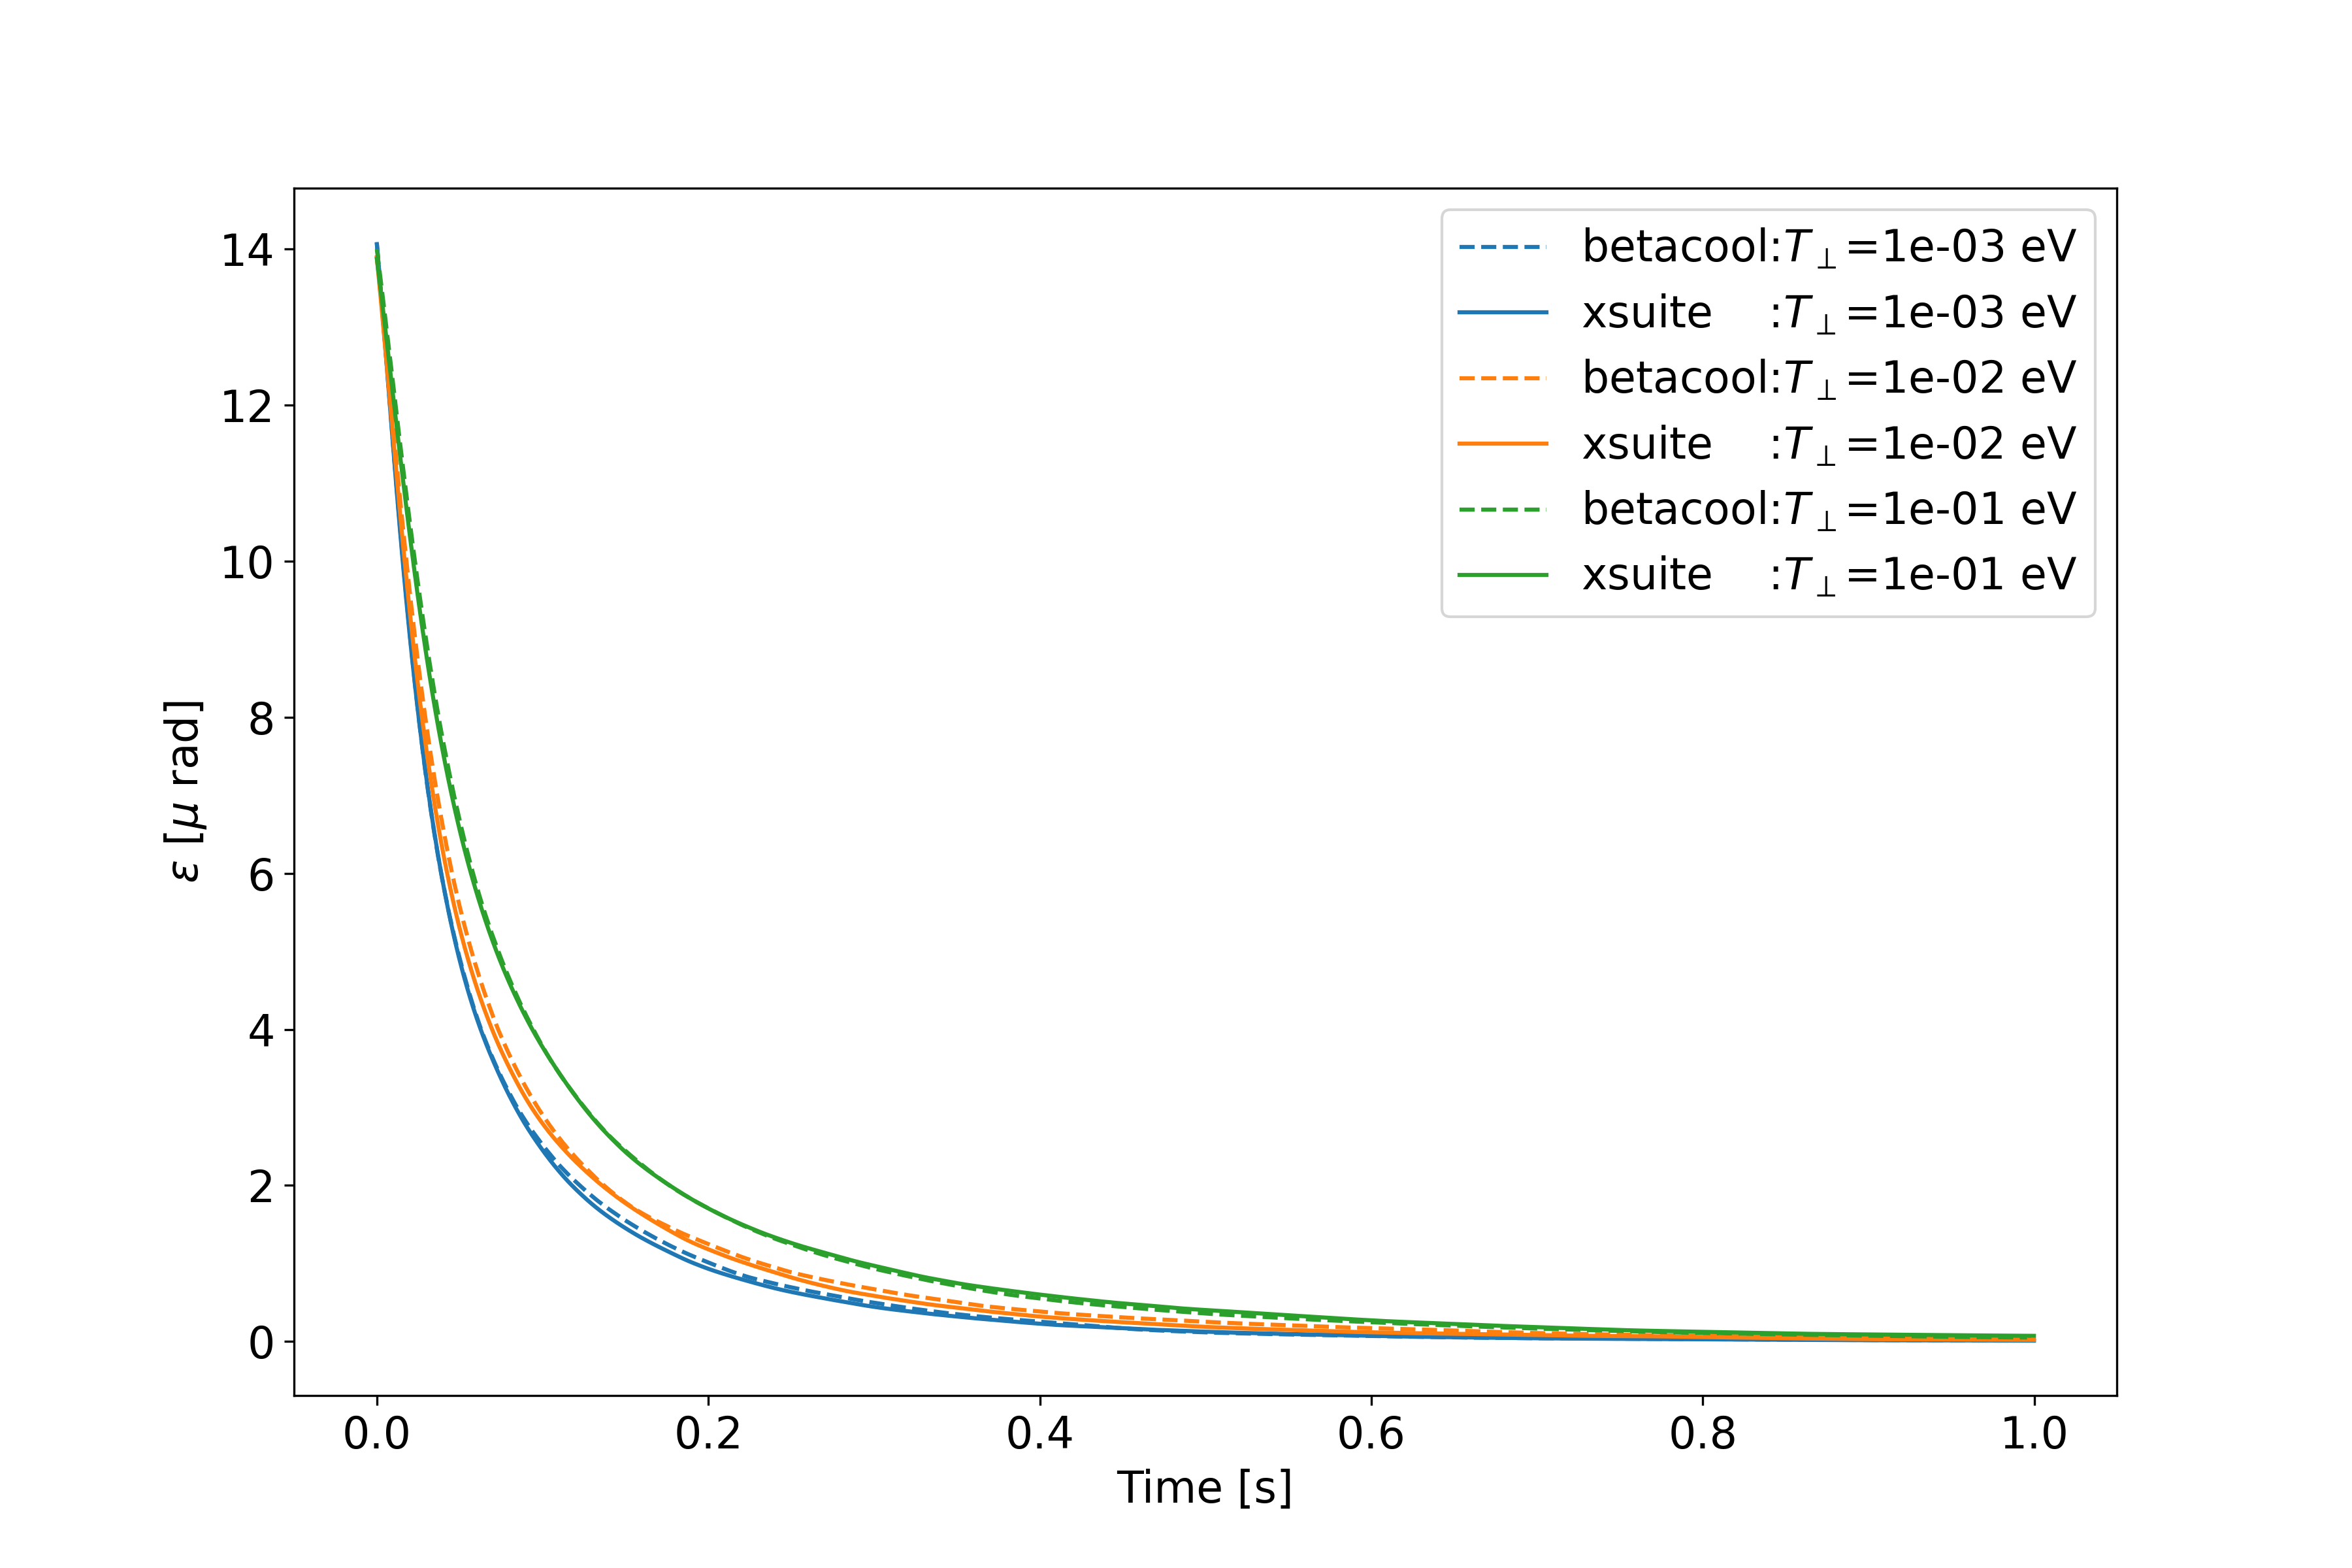 14
12
10
8
6
4
2
0
ε [μ rad]
0.0 0.2 0.4 0.6 0.8 1.0
Time [s]
betacool:T⊥=1e-03 eV
xsuite :T⊥=1e-03 eV
betacool:T⊥=1e-02 eV
xsuite :T⊥=1e-02 eV
betacool:T⊥=1e-01 eV
xsuite :T⊥=1e-01 eV